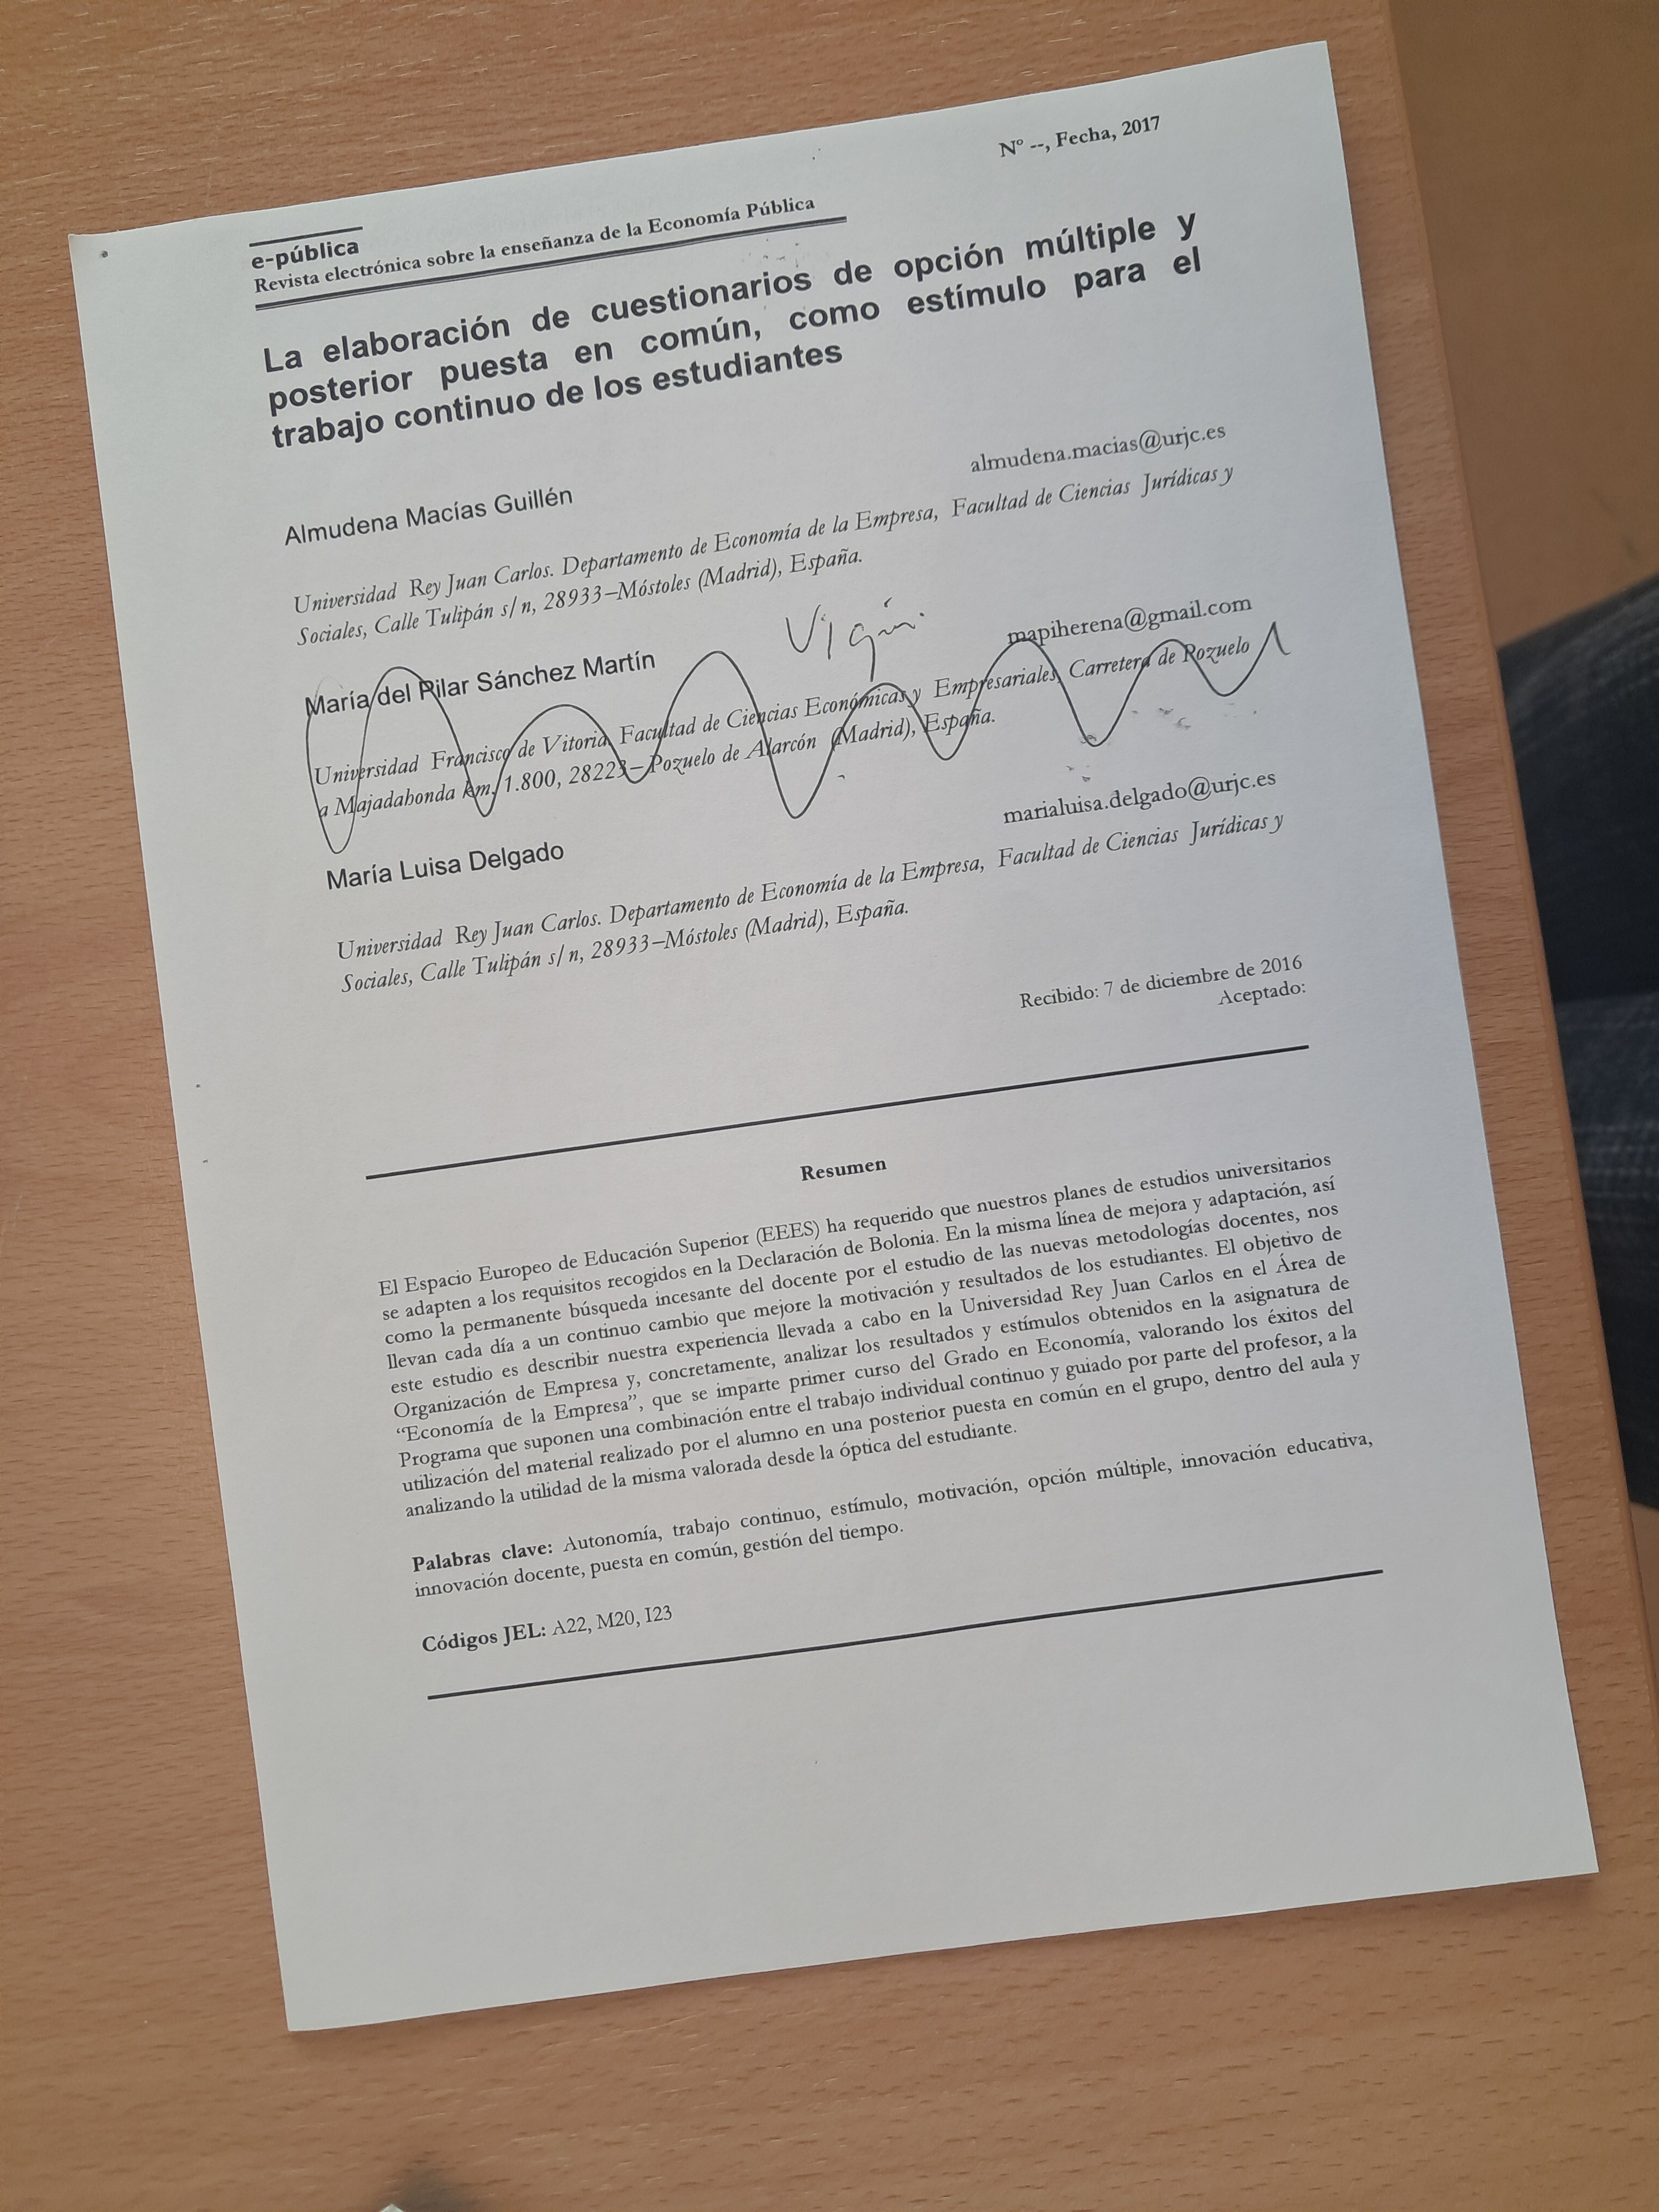 Nº --, Fecha, 2017
e-pública
Revista electrónica sobre la enseñanza de la Economía Pública
La elaboración de cuestionarios de opción múltiple y
posterior puesta en común, como estímulo para el
trabajo continuo de los estudiantes
Almudena Macías Guillén
almudena.macias@urjc.es
Universidad Rey Juan Carlos. Departamento de Economía de la Empresa, Facultad de Ciencias Jurídicas y
Sociales, Calle Tulipán s/n, 28933–Móstoles (Madrid), España.
María del Pilar Sánchez Martín
mapiherena@gmail.com
Universidad Francisco de Vitoria. Facultad de Ciencias Económicas y Empresariales, Carretera de Pozuelo
a Majadahonda km. 1.800, 28223– Pozuelo de Alarcón (Madrid), España.
María Luisa Delgado
marialuisa.delgado@urjc.es
Universidad Rey Juan Carlos. Departamento de Economía de la Empresa, Facultad de Ciencias Jurídicas y
Sociales, Calle Tulipán s/n, 28933–Móstoles (Madrid), España.
Recibido: 7 de diciembre de 2016
Aceptado:
Resumen
El Espacio Europeo de Educación Superior (EEES) ha requerido que nuestros planes de estudios universitarios
se adapten a los requisitos recogidos en la Declaración de Bolonia. En la misma línea de mejora y adaptación, así
como la permanente búsqueda incesante del docente por el estudio de las nuevas metodologías docentes, nos
llevan cada día a un continuo cambio que mejore la motivación y resultados de los estudiantes. El objetivo de
este estudio es describir nuestra experiencia llevada a cabo en la Universidad Rey Juan Carlos en el Área de
Organización de Empresa y, concretamente, analizar los resultados y estímulos obtenidos en la asignatura de
“Economía de la Empresa”, que se imparte primer curso del Grado en Economía, valorando los éxitos del
Programa que suponen una combinación entre el trabajo individual continuo y guiado por parte del profesor, a la
utilización del material realizado por el alumno en una posterior puesta en común en el grupo, dentro del aula y
analizando la utilidad de la misma valorada desde la óptica del estudiante.
Palabras clave: Autonomía, trabajo continuo, estímulo, motivación, opción múltiple, innovación educativa,
innovación docente, puesta en común, gestión del tiempo.
Códigos JEL: A22, M20, I23